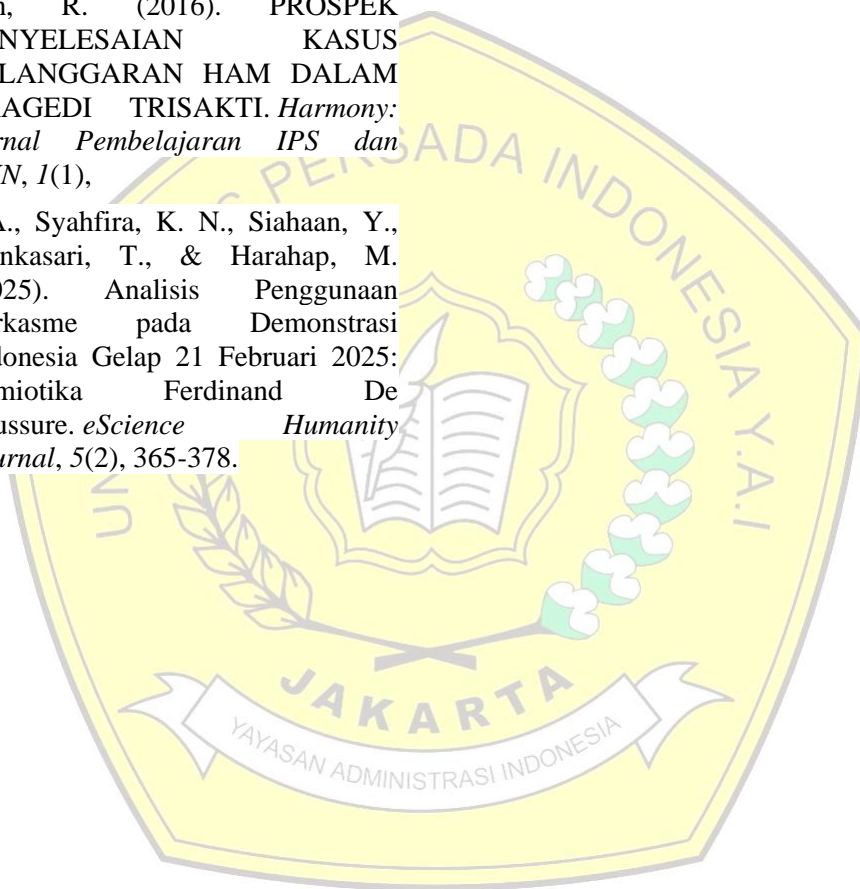 R. (2016). PROSPEK
NYELESAIAN KASUS
LANGGARAN HAM DALAM
AGEDI TRISAKTI. Harmony:
rnal Pembelajaran IPS dan
N, 1(1),
A., Syahfira, K. N., Siahaan, Y.,
nkasari, T., & Harahap, M.
025). Analisis Penggunaan
rkasme pada Demonstrasi
donesia Gelap 21 Februari 2025:
miotika Ferdinand De
ussure. eScience Humanity
urnal, 5(2), 365-378.
PERSADA INDONESIA Y.A.I
JAKARTA
YAYASAN ADMINISTRASI INDONESIA